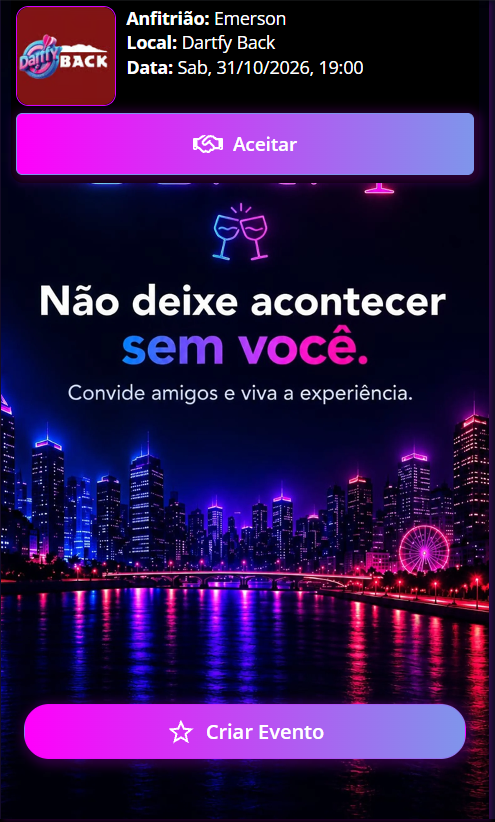 Dartfy BACK
Anfitrião: Emerson
Local: Dartfy Back
Data: Sab, 31/10/2026, 19:00
Aceitar
Não deixe acontecer
sem você.
Convide amigos e viva a experiência.
Criar Evento